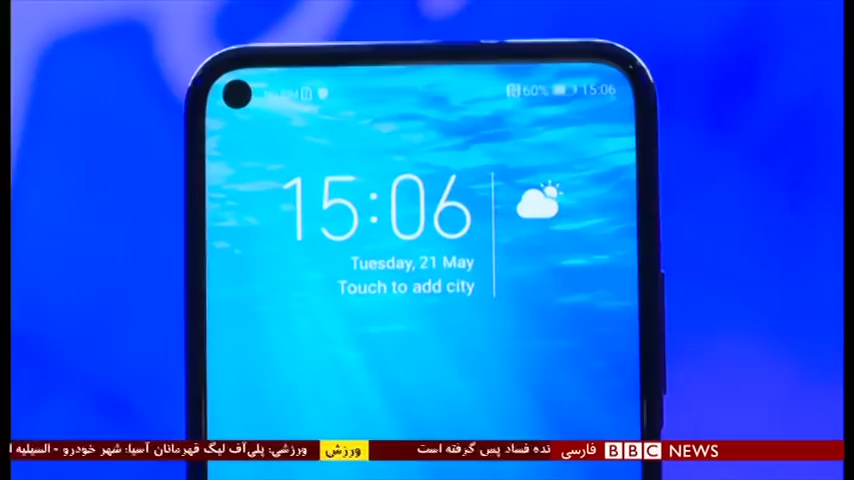 60% 15:06
15:06
Tuesday, 21 May
Touch to add city
BBC NEWS فارسی
نده فساد پس گرفته است
ورزش
ورزشی: پلی‌آف لیگ قهرمانان آسیا: شهر خودرو - السیلیه ا